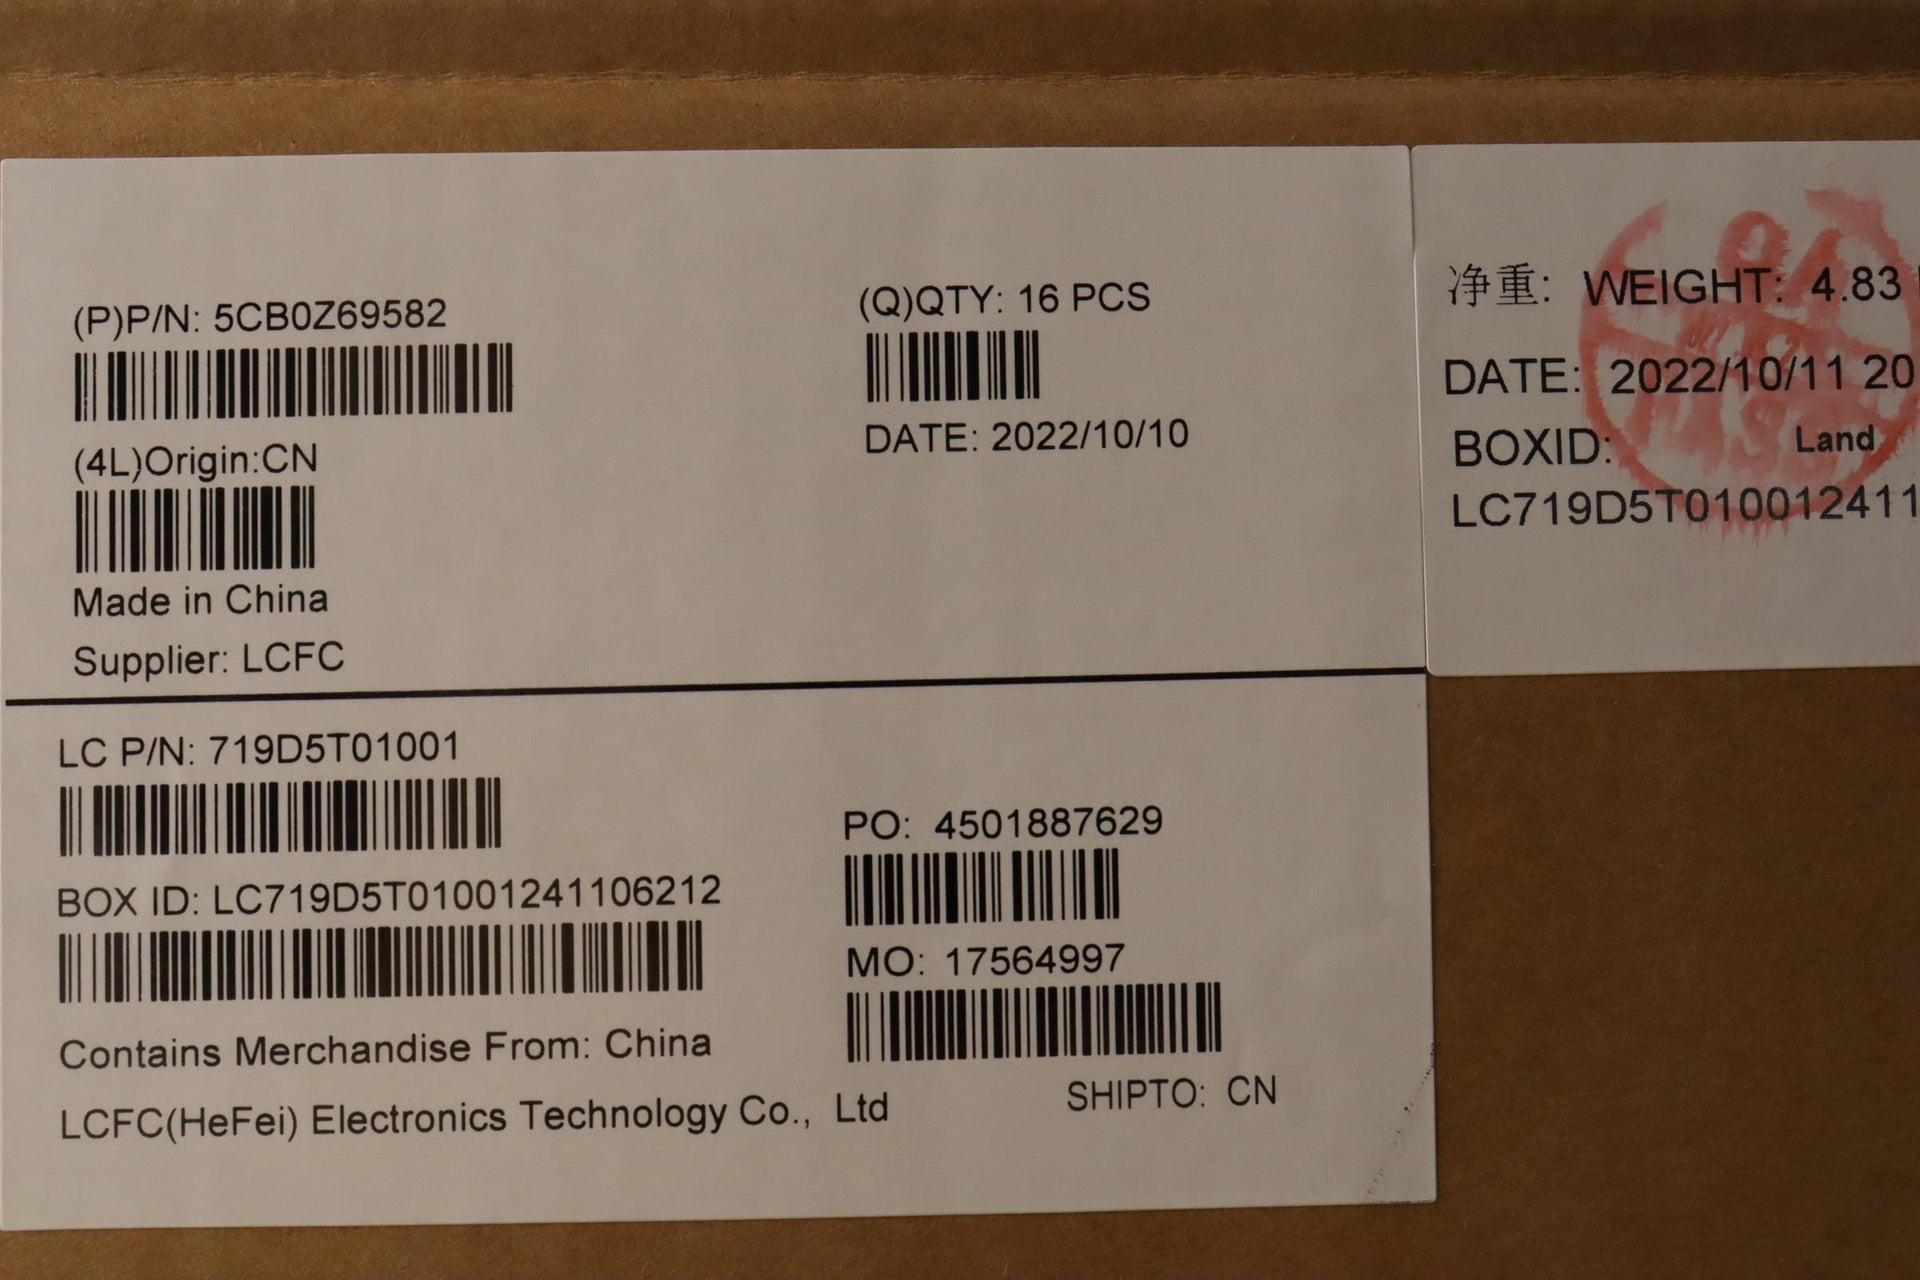 (P)P/N: 5CB0Z69582
(4L)Origin:CN
Made in China
Supplier: LCFC
(Q)QTY: 16 PCS
DATE: 2022/10/10
LC P/N: 719D5T01001
BOX ID: LC719D5T01001241106212
Contains Merchandise From: China
LCFC(HeFei) Electronics Technology Co., Ltd
PO: 4501887629
MO: 17564997
SHIPTO: CN
净重: WEIGHT: 4.83
DATE: 2022/10/11 20
BOXID: Land
LC719D5T010012411